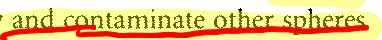 and contaminate other spheres